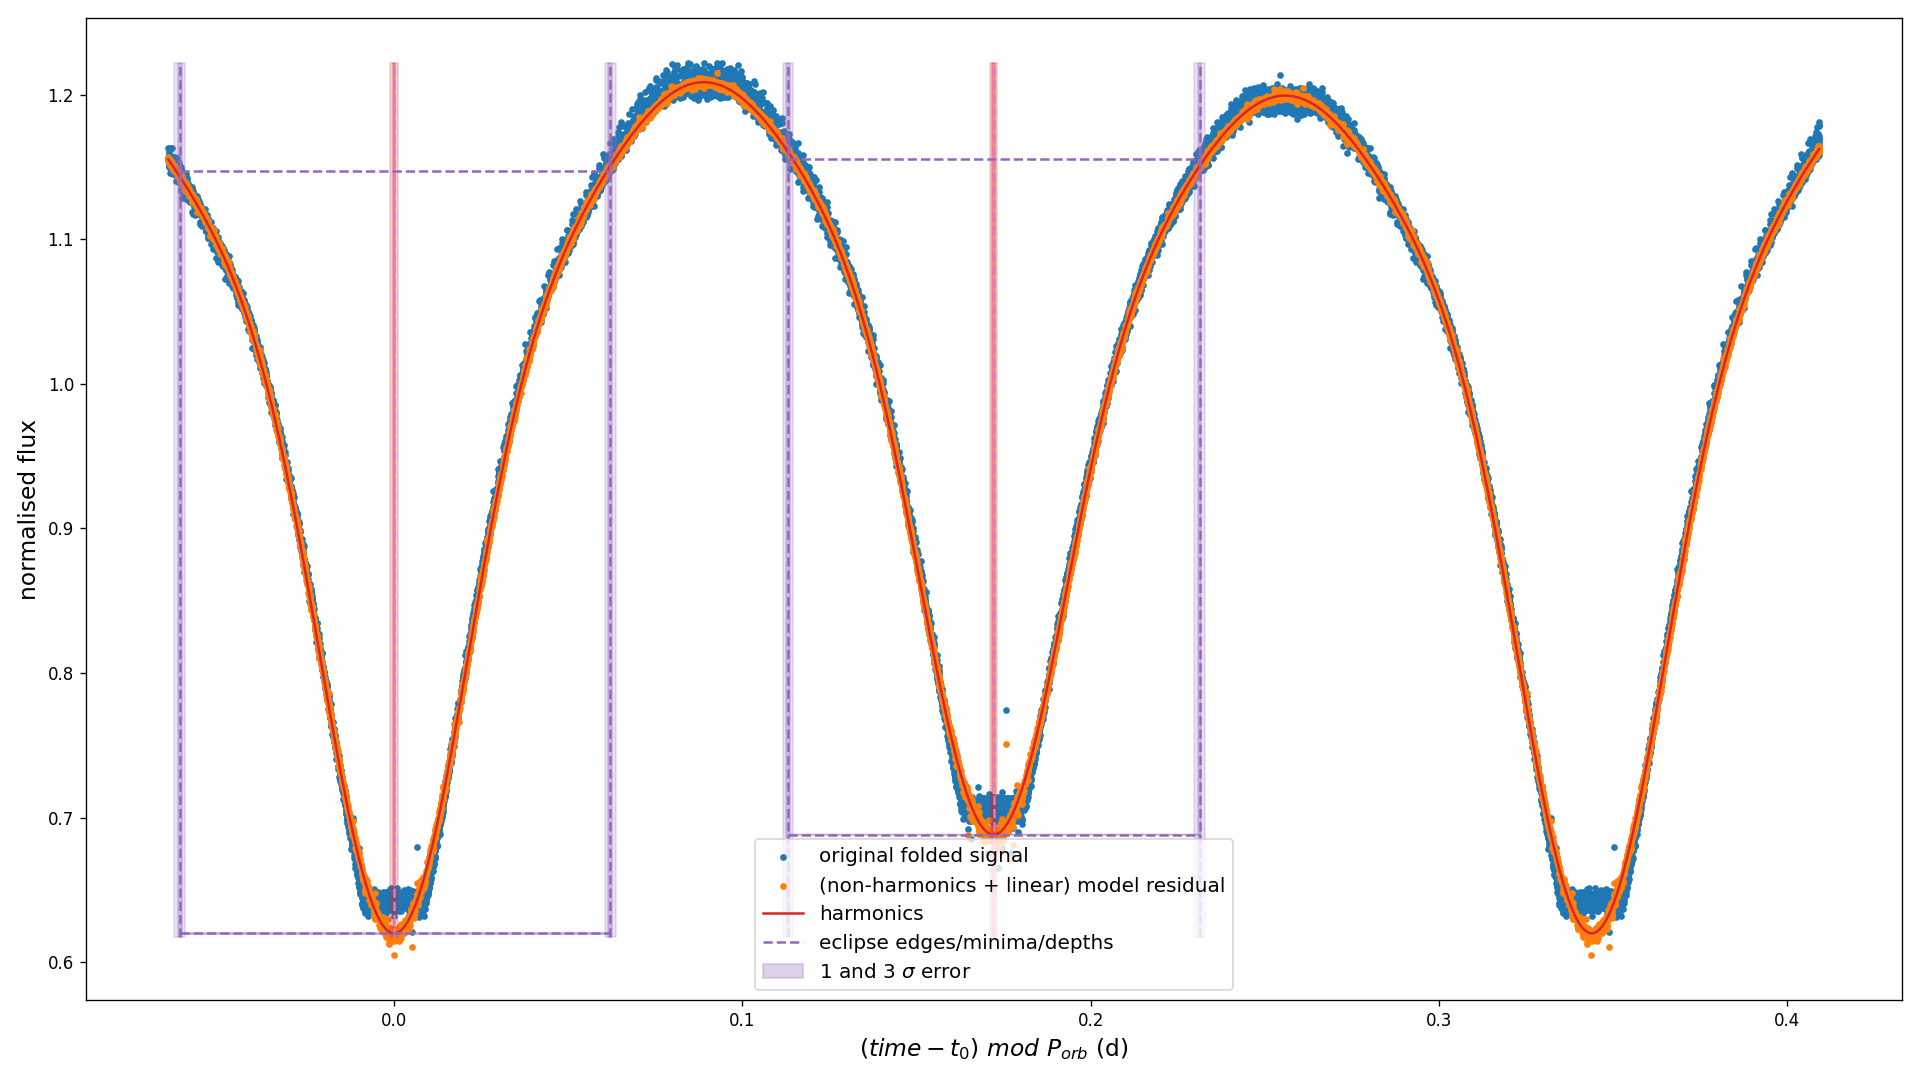 normalised flux
1.2
1.1
1.0
0.9
0.8
0.7
0.6
original folded signal
(non-harmonics + linear) model residual
harmonics
eclipse edges/minima/depths
1 and 3 σ error
0.0 0.1 0.2 0.3 0.4
(time − t₀) mod Pₒᵣb (d)